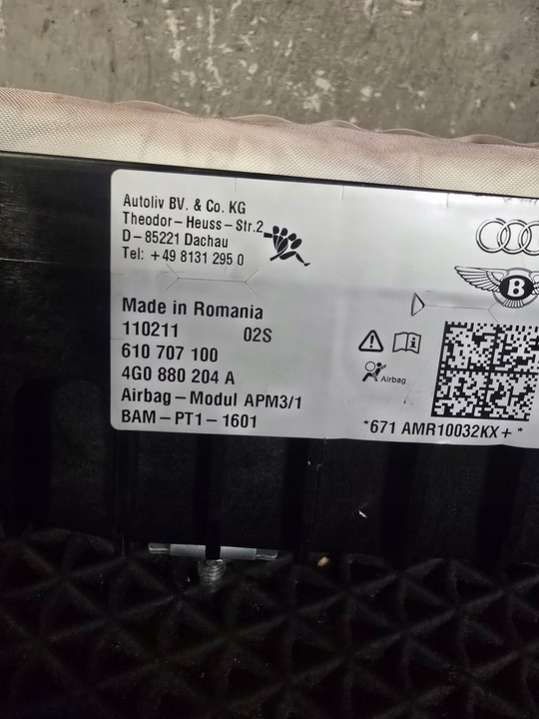 Autoliv BV. & Co. KG
Theodor-Heuss-Str.2
D-85221 Dachau
Tel: +49 8131 295 0
Made in Romania
110211 02S
610 707 100
4G0 880 204 A
Airbag-Modul APM3/1
BAM-PT1-1601
B
Airbag
*671 AMR10032KX+*